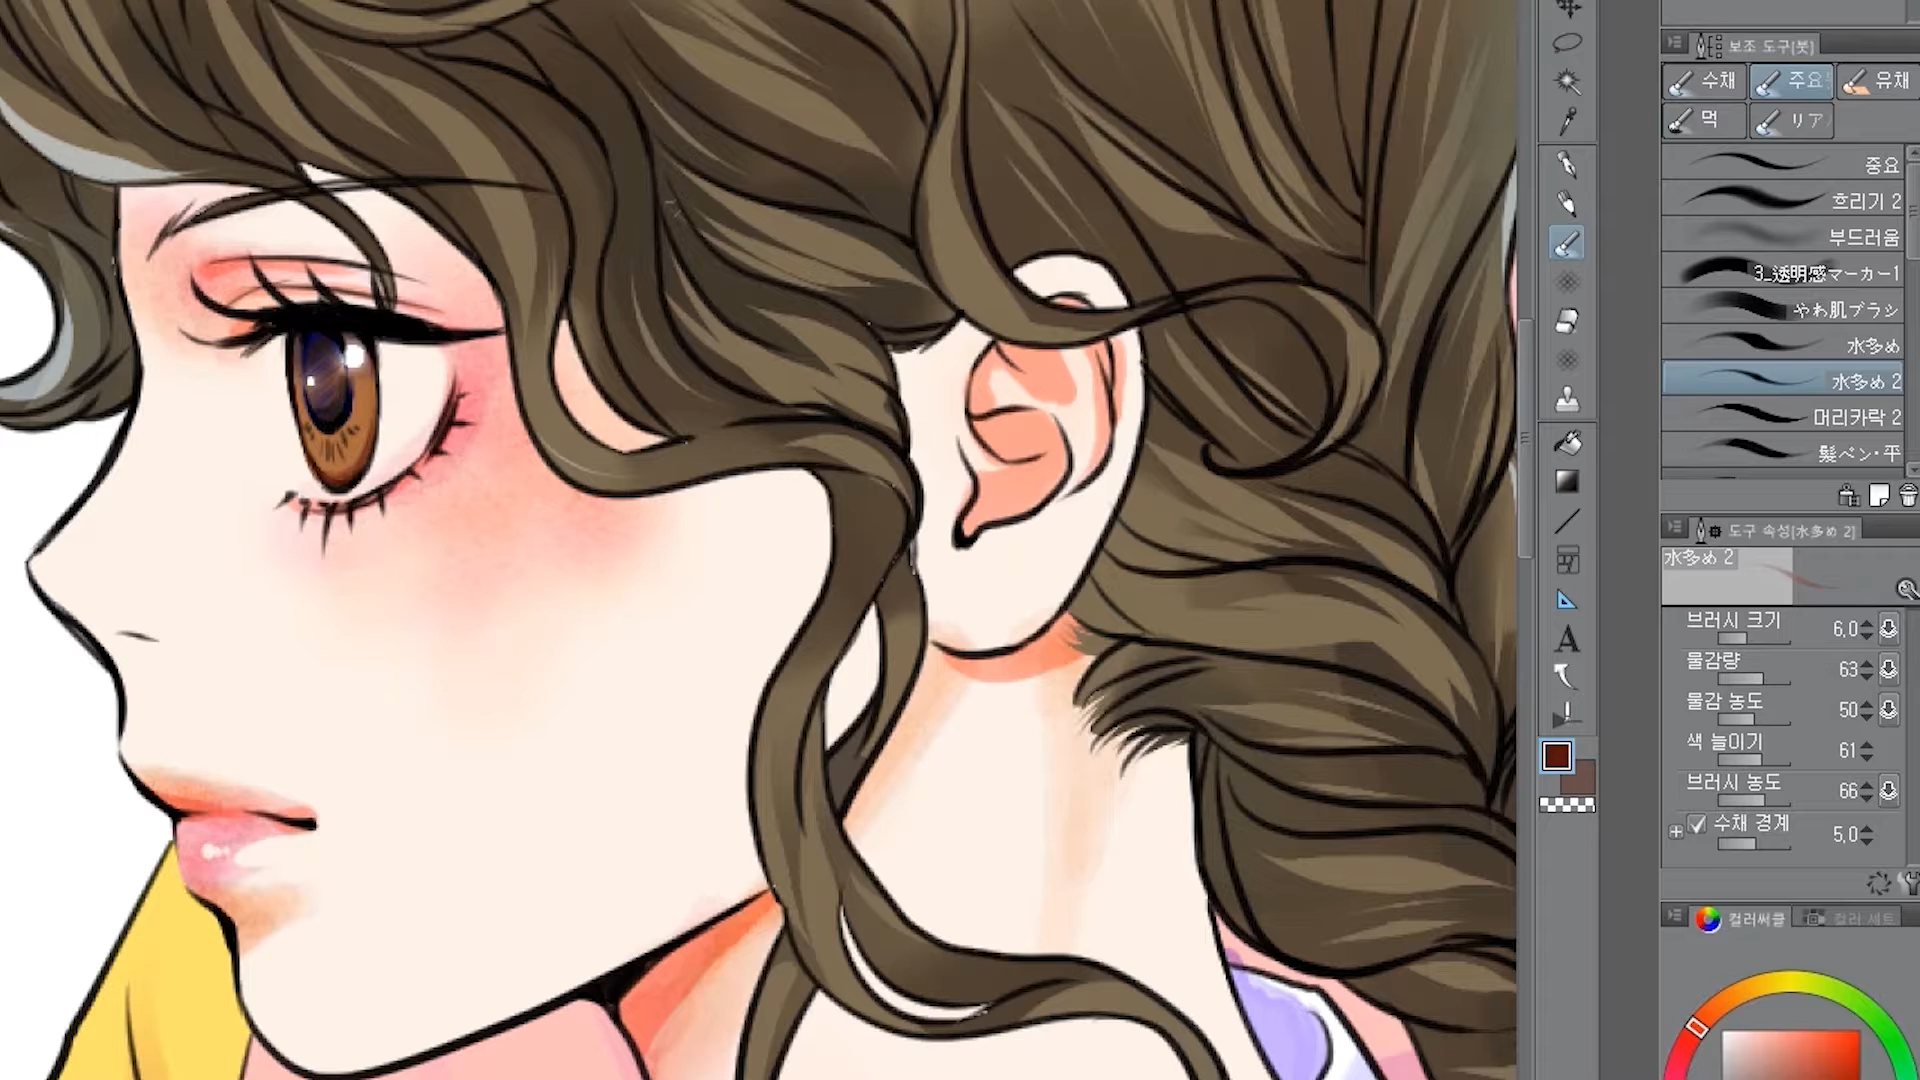 보조 도구[붓]
수채 주요 유채
먹 リア
중요
흐리기 2
부드러움
3_透明感マーカー1
やわ肌ブラシ
水多め
水多め 2
머리카락 2
髪ペン・平
도구 속성[水多め 2]
水多め 2
브러시 크기 6.0
물감량 63
물감 농도 50
색 늘이기 61
브러시 농도 66
수채 경계 5.0
컬러써클 컬러 세트
A